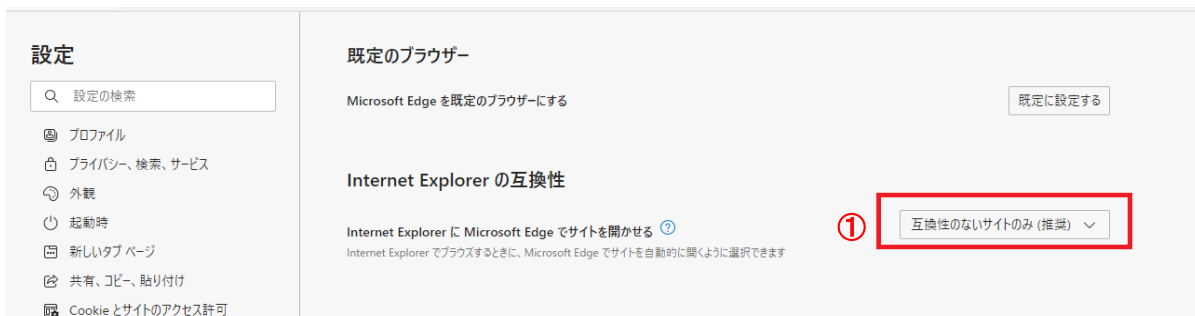 設定
設定の検索
プロファイル
プライバシー、検索、サービス
外観
起動時
新しいタブ ページ
共有、コピー、貼り付け
Cookie とサイトのアクセス許可
既定のブラウザー
Microsoft Edge を既定のブラウザーにする
既定に設定する
Internet Explorer の互換性
Internet Explorer に Microsoft Edge でサイトを開かせる ?
Internet Explorer でブラウズするときに、Microsoft Edge でサイトを自動的に開くように選択できます
①
互換性のないサイトのみ (推奨)